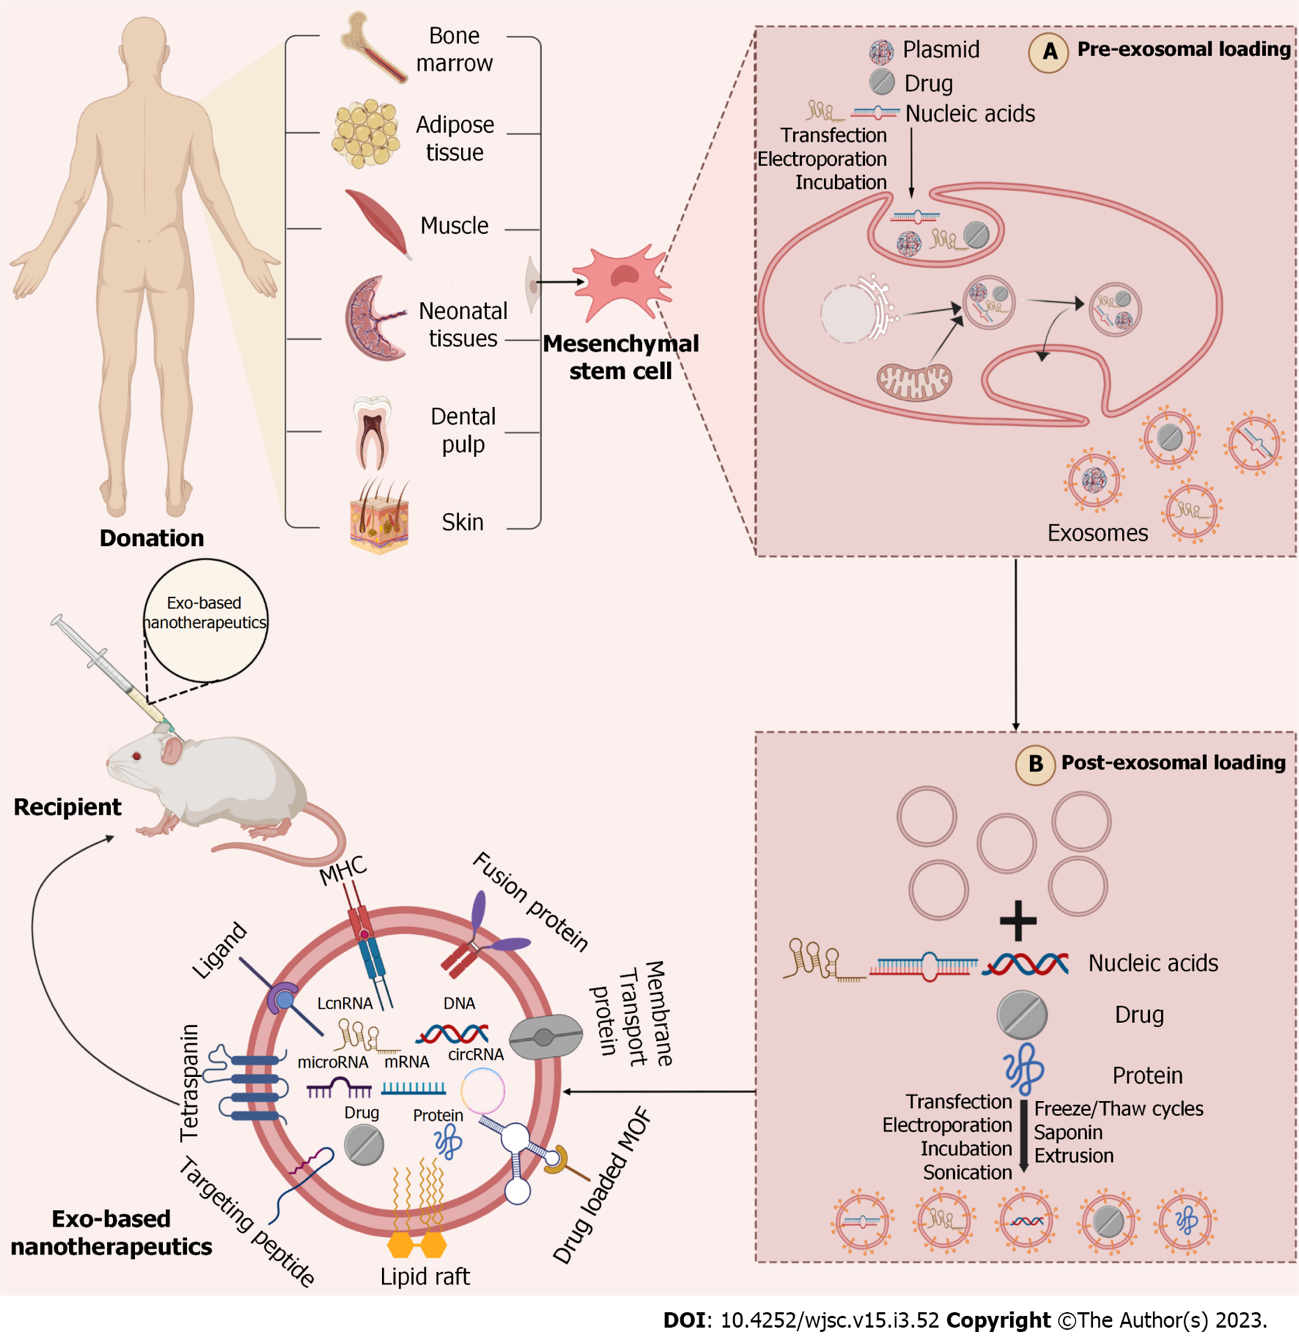 Bone
marrow
Adipose
tissue
Muscle
Neonatal
tissues
Dental
pulp
Skin
Donation
Mesenchymal
stem cell
A Pre-exosomal loading
Plasmid
Drug
Nucleic acids
Transfection
Electroporation
Incubation
Exosomes
B Post-exosomal loading
Nucleic acids
Drug
Protein
Transfection
Electroporation
Incubation
Sonication
Freeze/Thaw cycles
Saponin
Extrusion
Exo-based
nanotherapeutics
Recipient
MHC
Fusion protein
Ligand
Membrane
Transport
protein
LcnRNA
DNA
microRNA
mRNA
circRNA
Drug
Protein
Tetraspanin
Targeting peptide
Lipid raft
Drug loaded MOF
Exo-based
nanotherapeutics
DOI: 10.4252/wjsc.v15.i3.52 Copyright ©The Author(s) 2023.